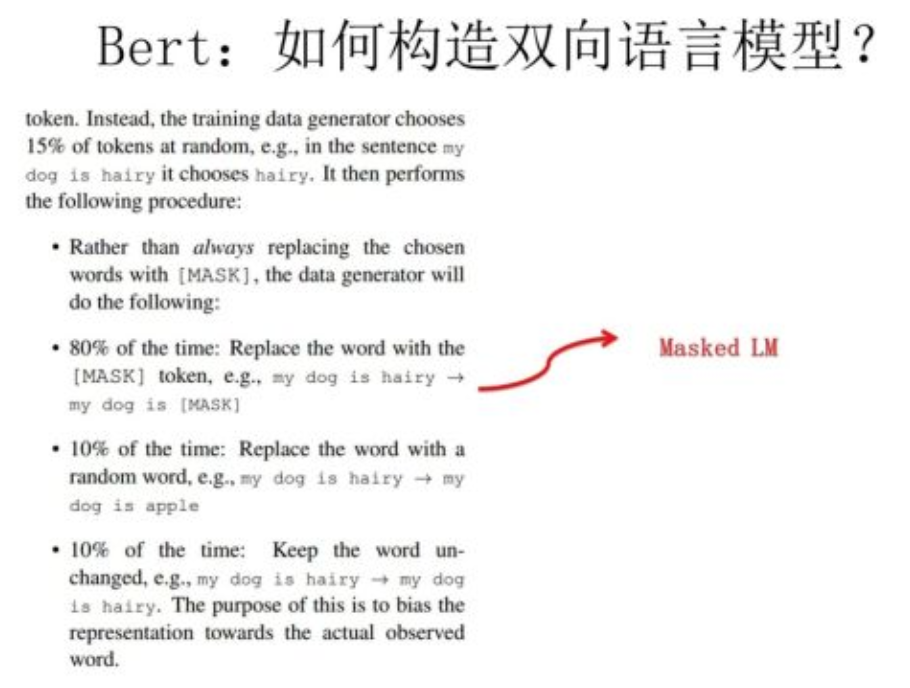 Bert：如何构造双向语言模型？
token. Instead, the training data generator chooses
15% of tokens at random, e.g., in the sentence my
dog is hairy it chooses hairy. It then performs
the following procedure:
• Rather than always replacing the chosen
words with [MASK], the data generator will
do the following:
• 80% of the time: Replace the word with the
[MASK] token, e.g., my dog is hairy →
my dog is [MASK]
• 10% of the time: Replace the word with a
random word, e.g., my dog is hairy → my
dog is apple
• 10% of the time: Keep the word un-
changed, e.g., my dog is hairy → my dog
is hairy. The purpose of this is to bias the
representation towards the actual observed
word.
Masked LM